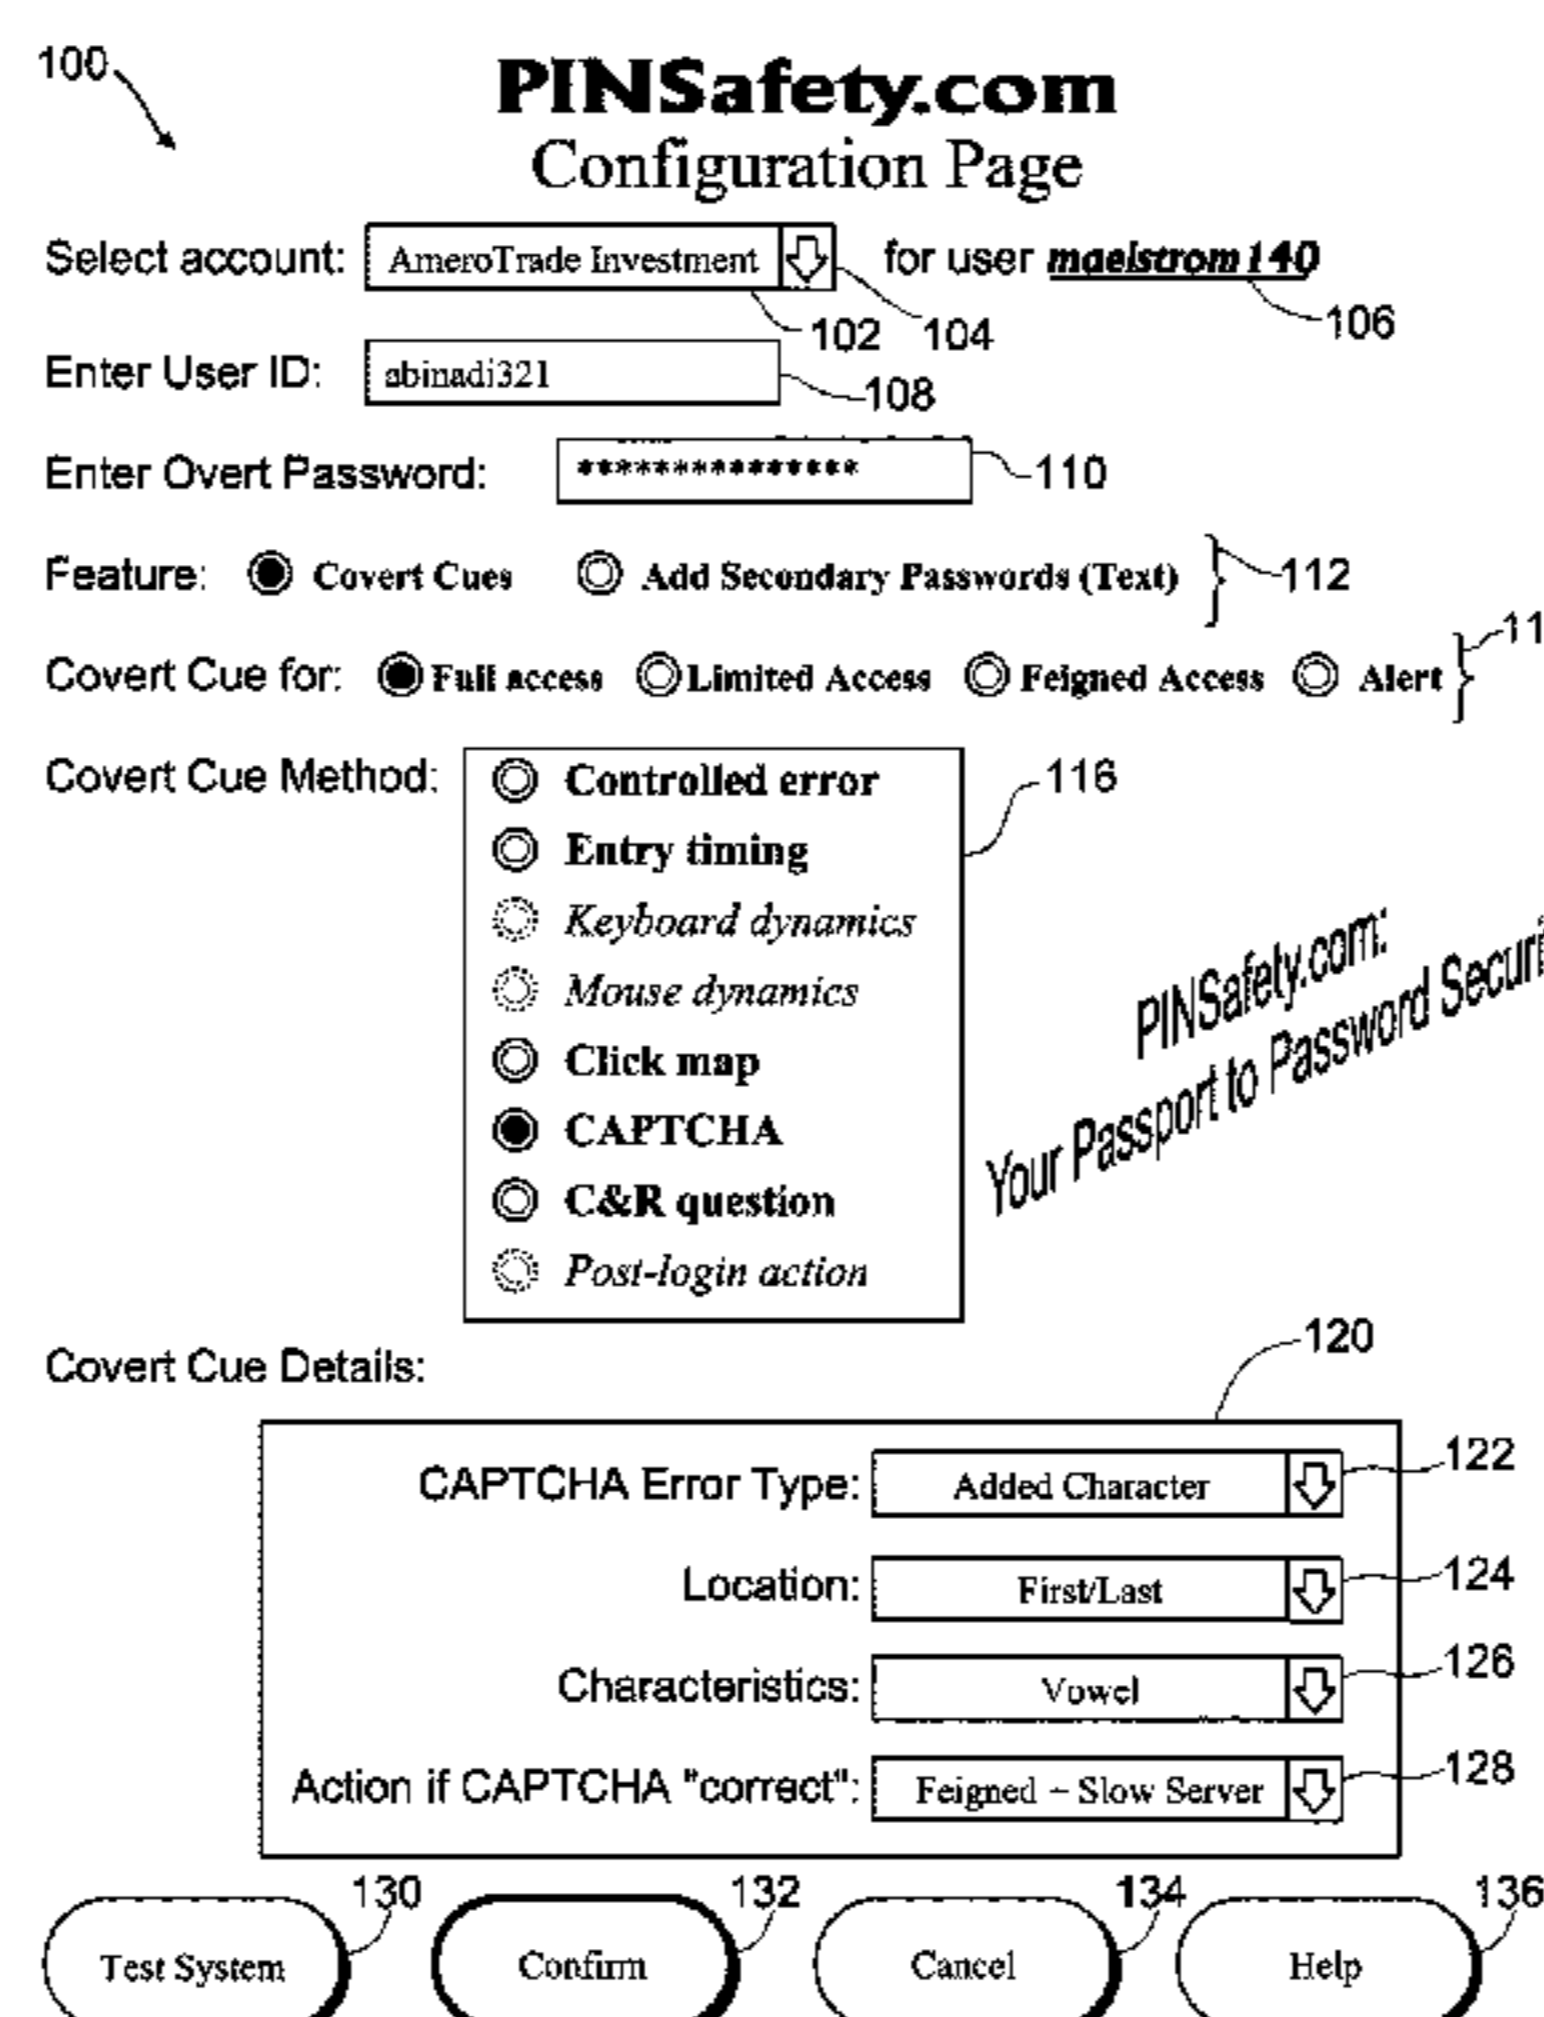 100
PINSafety.com
Configuration Page
Select account: AmeroTrade Investment for user maelstrom140
102 104 106
Enter User ID: abinadi321
108
Enter Overt Password: *************** 110
Feature: Covert Cues Add Secondary Passwords (Text) 112
11
Covert Cue for: Full access Limited Access Feigned Access Alert
Covert Cue Method: Controlled error 116
Entry timing
Keyboard dynamics
Mouse dynamics
Click map
CAPTCHA
C&R question
Post-login action
PINSafety.com:
Your Passport to Password Securi
120
Covert Cue Details:
CAPTCHA Error Type: Added Character 122
Location: First/Last 124
Characteristics: Vowel 126
Action if CAPTCHA "correct": Feigned – Slow Server 128
130 132 134 136
Test System Confirm Cancel Help